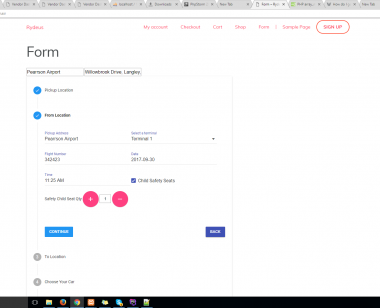 Rydeus
My account Checkout Cart Shop Form Sample Page SIGN UP
Form
Pearrson Airport Willowbrook Drive, Langley,
Pickup Location
From Location
Pickup Address Select a terminal
Pearrson Airport Terminal 1
Flight Number Date
342423 2017-09-30
Time
11:25 AM Child Safety Seats
Safety Child Seat Qty + 1 −
CONTINUE BACK
3 To Location
4 Choose Your Car